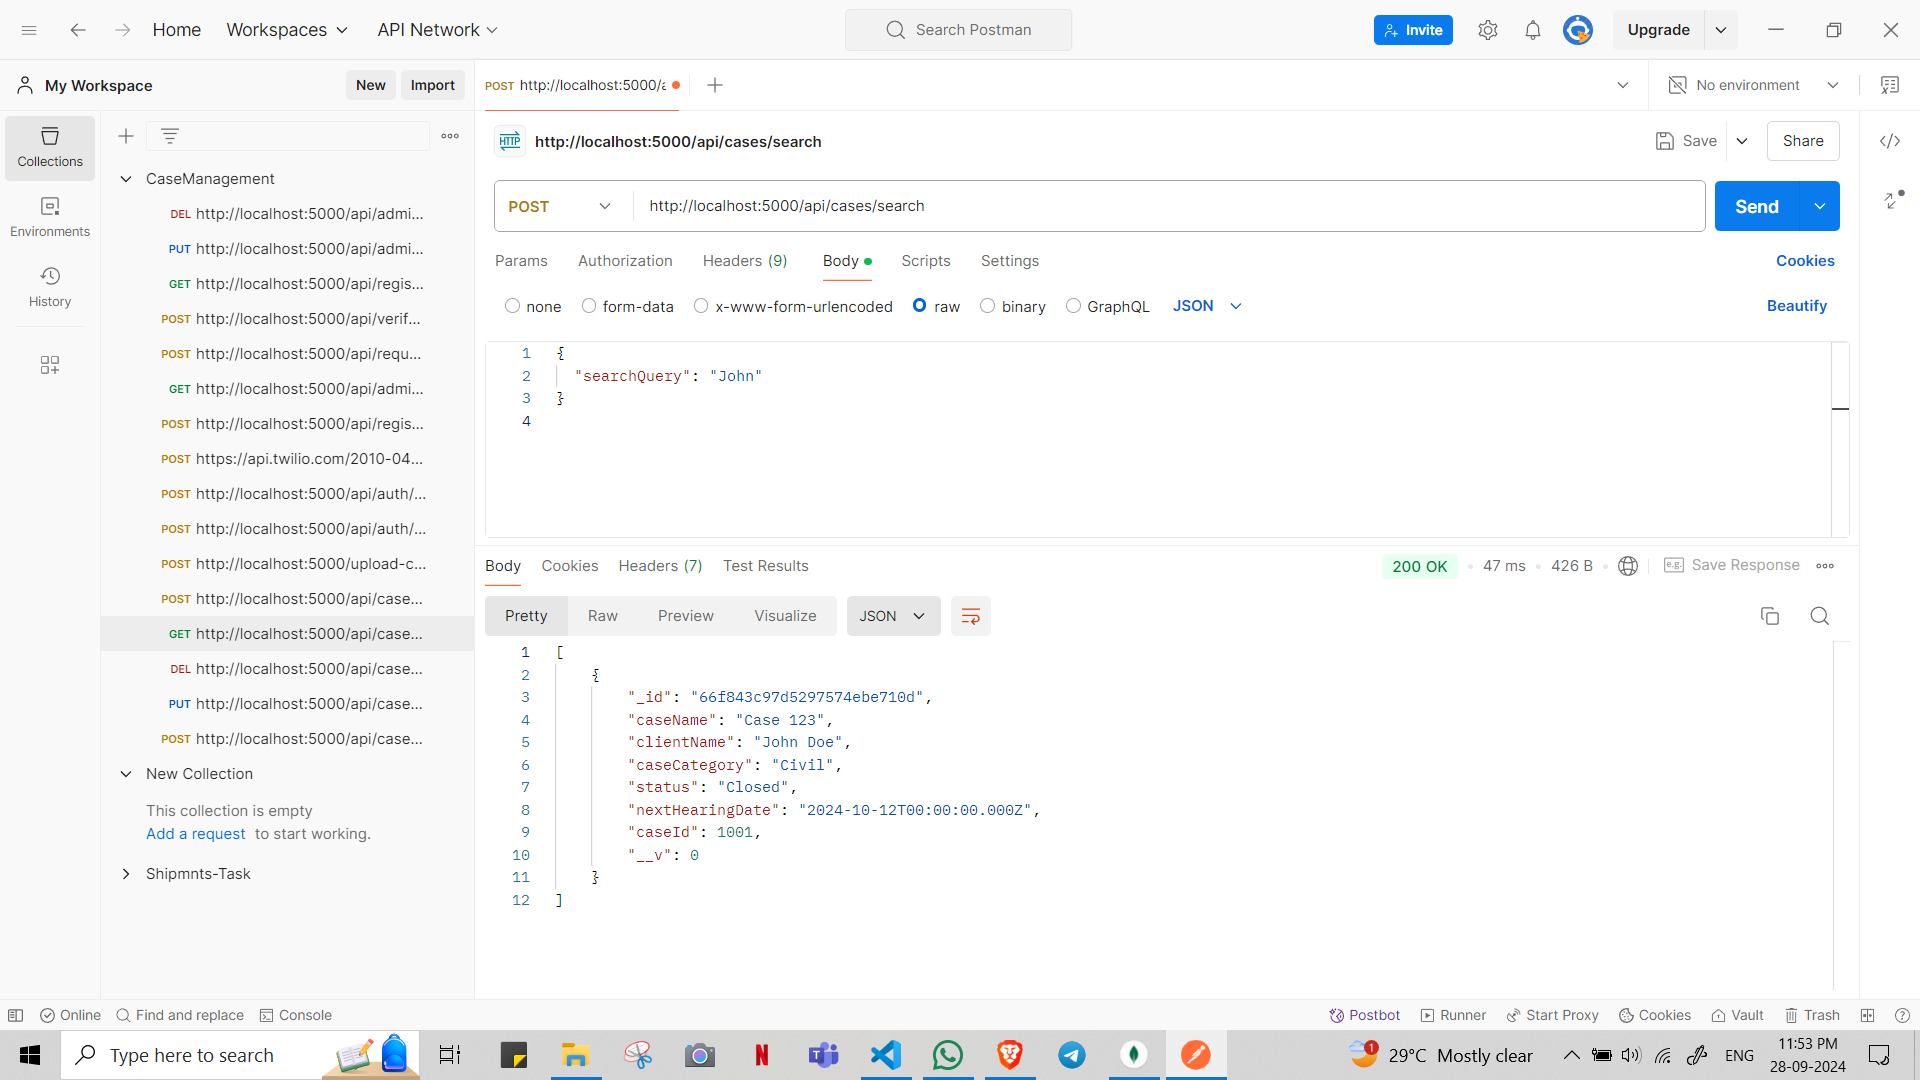 Home
Workspaces
API Network
Search Postman
Invite
Upgrade
My Workspace
New
Import
POST http://localhost:5000/a
No environment
Collections
Environments
History
CaseManagement
DEL http://localhost:5000/api/admi...
PUT http://localhost:5000/api/admi...
GET http://localhost:5000/api/regis...
POST http://localhost:5000/api/verif...
POST http://localhost:5000/api/requ...
GET http://localhost:5000/api/admi...
POST http://localhost:5000/api/regis...
POST https://api.twilio.com/2010-04...
POST http://localhost:5000/api/auth/...
POST http://localhost:5000/api/auth/...
POST http://localhost:5000/upload-c...
POST http://localhost:5000/api/case...
GET http://localhost:5000/api/case...
DEL http://localhost:5000/api/case...
PUT http://localhost:5000/api/case...
POST http://localhost:5000/api/case...
New Collection
This collection is empty
Add a request to start working.
Shipmnts-Task
HTTP http://localhost:5000/api/cases/search
Save
Share
POST
http://localhost:5000/api/cases/search
Send
Params
Authorization
Headers (9)
Body
Scripts
Settings
Cookies
none
form-data
x-www-form-urlencoded
raw
binary
GraphQL
JSON
Beautify
1 {
2 "searchQuery": "John"
3 }
4
Body
Cookies
Headers (7)
Test Results
200 OK
47 ms
426 B
e.g. Save Response
Pretty
Raw
Preview
Visualize
JSON
1 [
2 {
3 "_id": "66f843c97d5297574ebe710d",
4 "caseName": "Case 123",
5 "clientName": "John Doe",
6 "caseCategory": "Civil",
7 "status": "Closed",
8 "nextHearingDate": "2024-10-12T00:00:00.000Z",
9 "caseId": 1001,
10 "__v": 0
11 }
12 ]
Online
Find and replace
Console
Postbot
Runner
Start Proxy
Cookies
Vault
Trash
Type here to search
N
1
29°C Mostly clear
ENG
11:53 PM
28-09-2024